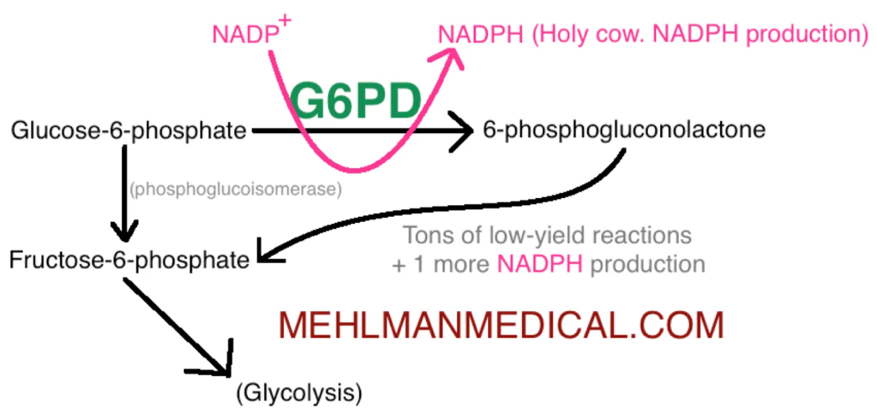 NADP+
NADPH (Holy cow. NADPH production)
G6PD
Glucose-6-phosphate
6-phosphogluconolactone
(phosphoglucoisomerase)
Tons of low-yield reactions
+ 1 more NADPH production
Fructose-6-phosphate
MEHLMANMEDICAL.COM
(Glycolysis)